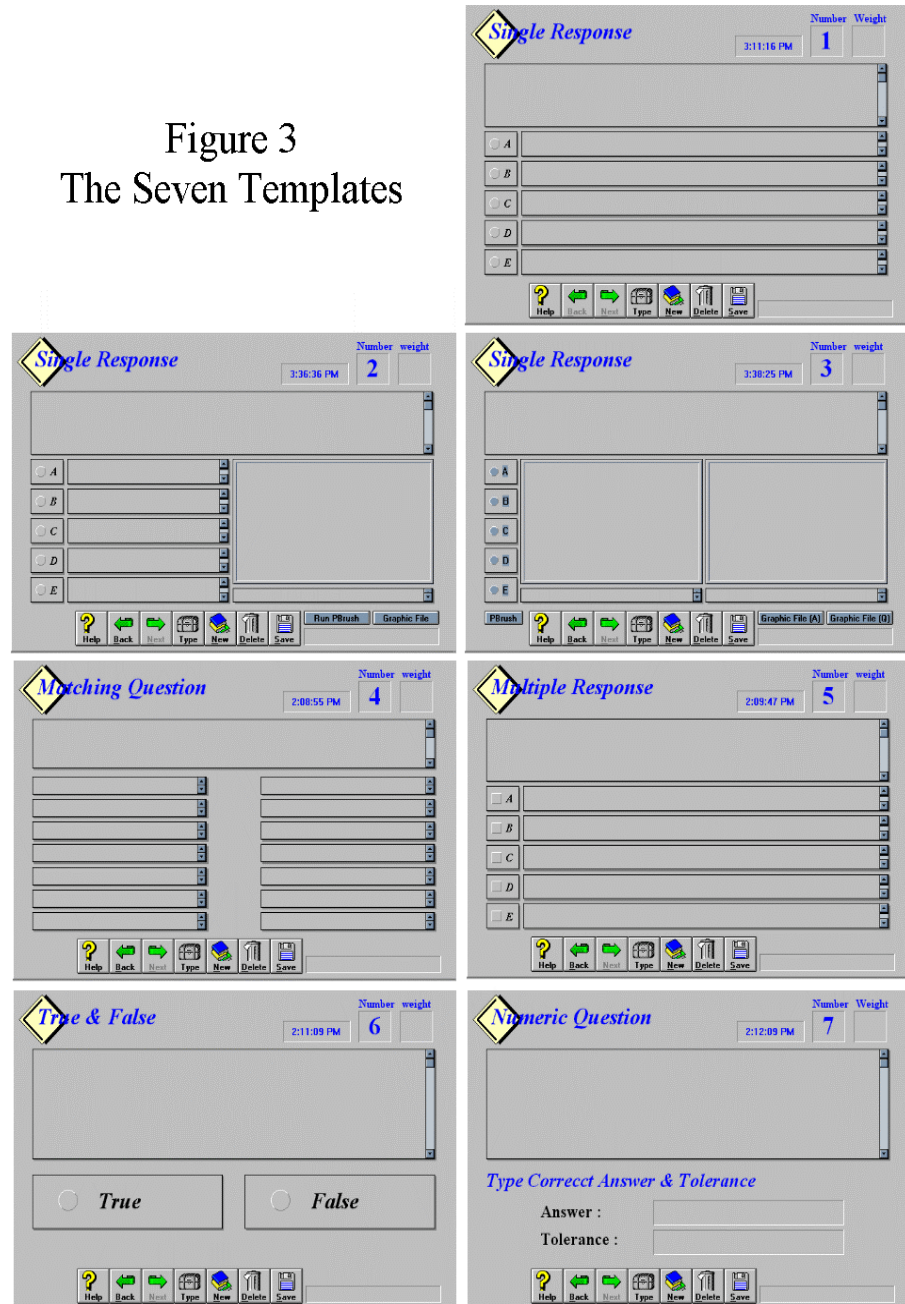 Figure 3
The Seven Templates
Single Response
Number Weight
3:11:16 PM
1
A
B
C
D
E
Help Back Next Type New Delete Save
Single Response
Number weight
3:36:36 PM
2
A
B
C
D
E
Run PBrush Graphic File
Help Back Next Type New Delete Save
Single Response
Number weight
3:38:25 PM
3
A
B
C
D
E
PBrush Graphic File (A) Graphic File (Q)
Help Back Next Type New Delete Save
Matching Question
Number weight
2:08:55 PM
4
Help Back Next Type New Delete Save
Multiple Response
Number weight
2:09:47 PM
5
A
B
C
D
E
Help Back Next Type New Delete Save
True & False
Number weight
2:11:09 PM
6
True False
Help Back Next Type New Delete Save
Numeric Question
Number Weight
2:12:09 PM
7
Type Correcct Answer & Tolerance
Answer :
Tolerance :
Help Back Next Type New Delete Save